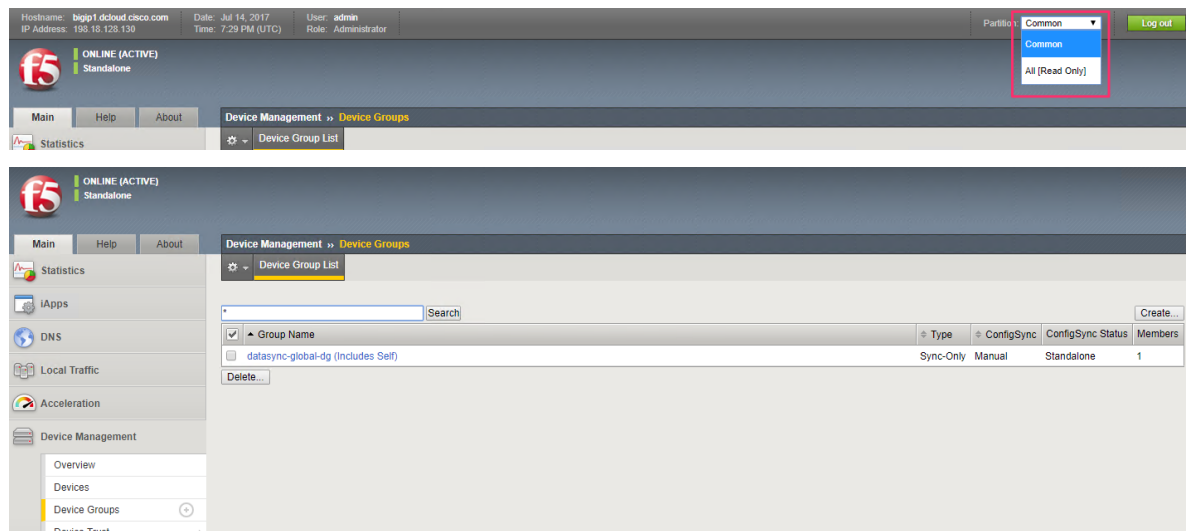 Hostname: bigip1.dcloud.cisco.com Date: Jul 14, 2017 User: admin
IP Address: 198.18.128.130 Time: 7:29 PM (UTC) Role: Administrator
Partition: Common Log out
Common
All [Read Only]
f5
ONLINE (ACTIVE)
Standalone
Main Help About
Device Management ›› Device Groups
Statistics
Device Group List
f5
ONLINE (ACTIVE)
Standalone
Main Help About
Device Management ›› Device Groups
Statistics
Device Group List
iApps
* Search Create...
Group Name Type ConfigSync ConfigSync Status Members
DNS
datasync-global-dg (Includes Self) Sync-Only Manual Standalone 1
Local Traffic
Delete...
Acceleration
Device Management
Overview
Devices
Device Groups
Device Trust